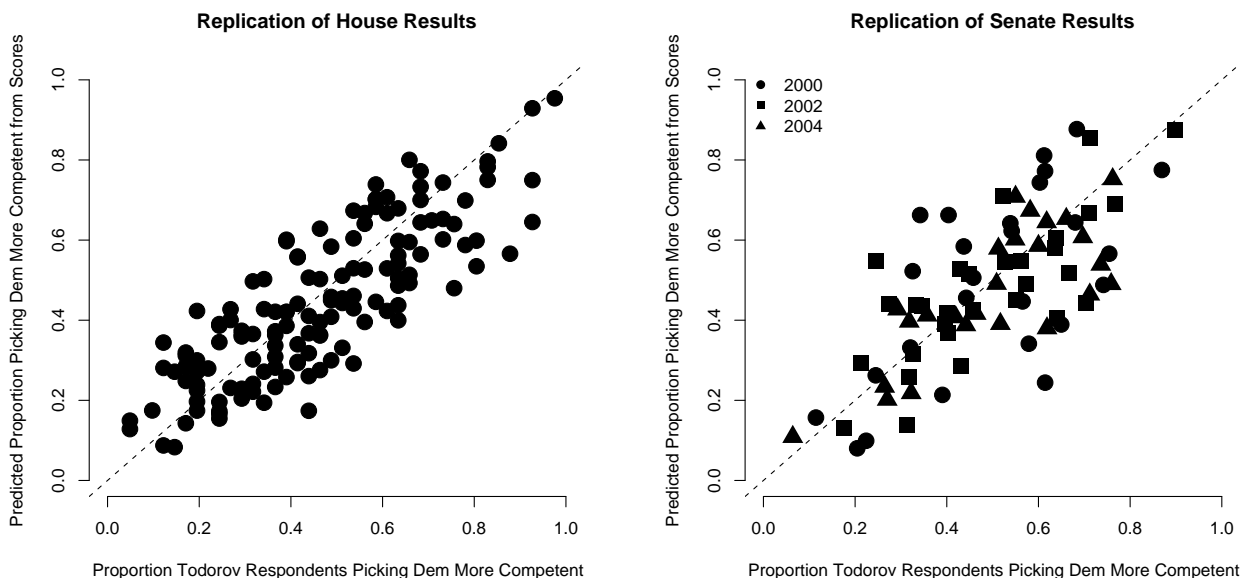 Replication of House Results
Predicted Proportion Picking Dem More Competent from Scores
1.0
0.8
0.6
0.4
0.2
0.0
0.0 0.2 0.4 0.6 0.8 1.0
Proportion Todorov Respondents Picking Dem More Competent
Replication of Senate Results
Predicted Proportion Picking Dem More Competent from Scores
1.0
0.8
0.6
0.4
0.2
0.0
2000
2002
2004
0.0 0.2 0.4 0.6 0.8 1.0
Proportion Todorov Respondents Picking Dem More Competent